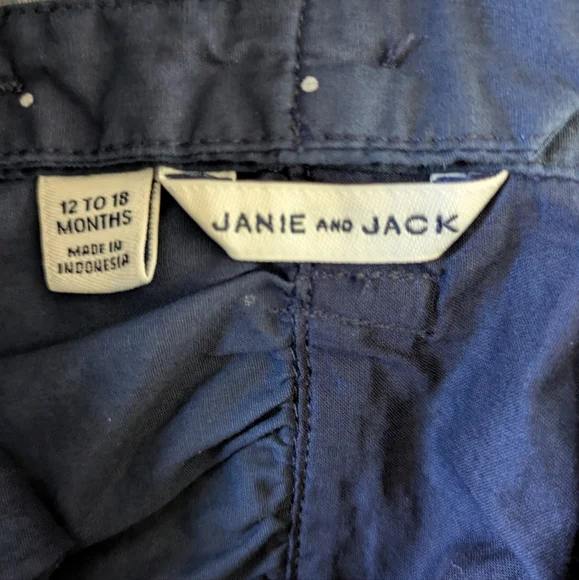 12 TO 18
MONTHS
MADE IN
INDONESIA
JANIE AND JACK